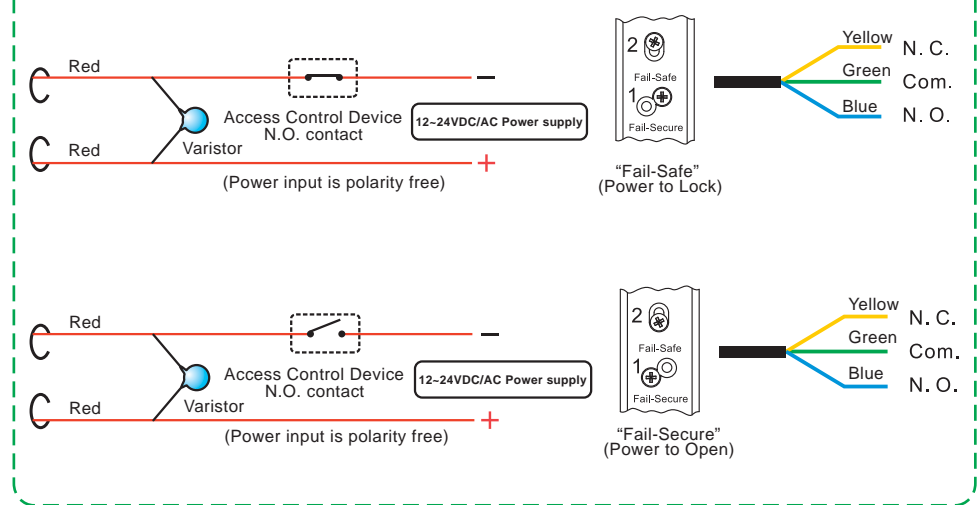 Red
Access Control Device
N.O. contact
–
12~24VDC/AC Power supply
Red
Varistor
+
(Power input is polarity free)
2
Fail-Safe
1
Fail-Secure
“Fail-Safe”
(Power to Lock)
Yellow N. C.
Green Com.
Blue N. O.
Red
Access Control Device
N.O. contact
–
12~24VDC/AC Power supply
Red
Varistor
+
(Power input is polarity free)
2
Fail-Safe
1
Fail-Secure
“Fail-Secure”
(Power to Open)
Yellow N. C.
Green Com.
Blue N. O.